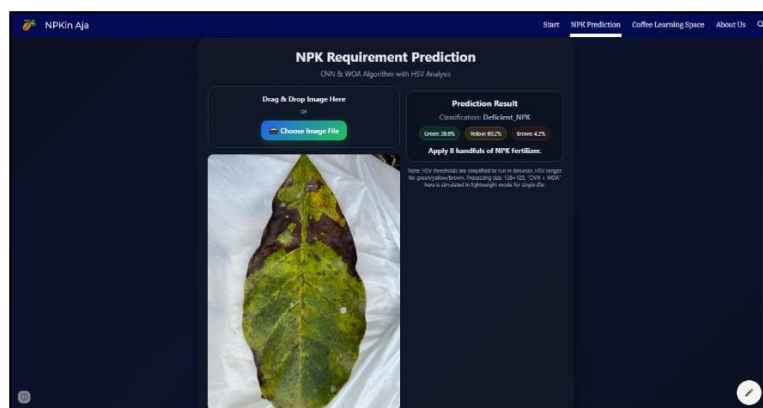 NPKin Aja
Start NPK Prediction Coffee Learning Space About Us
NPK Requirement Prediction
CNN & WOA Algorithm with HSV Analysis
Drag & Drop Image Here
or
Choose Image File
Prediction Result
Classification: Deficient_NPK
Yellow: 69.2%
Brown: 4.2%
Apply 8 handfuls of NPK fertilizer.
Note: HSV thresholds are simplified to run in-browser. HSV ranges
for green/yellow/brown. Processing size: 128×128. "CNN + WOA"
here is simulated in lightweight mode for single-file